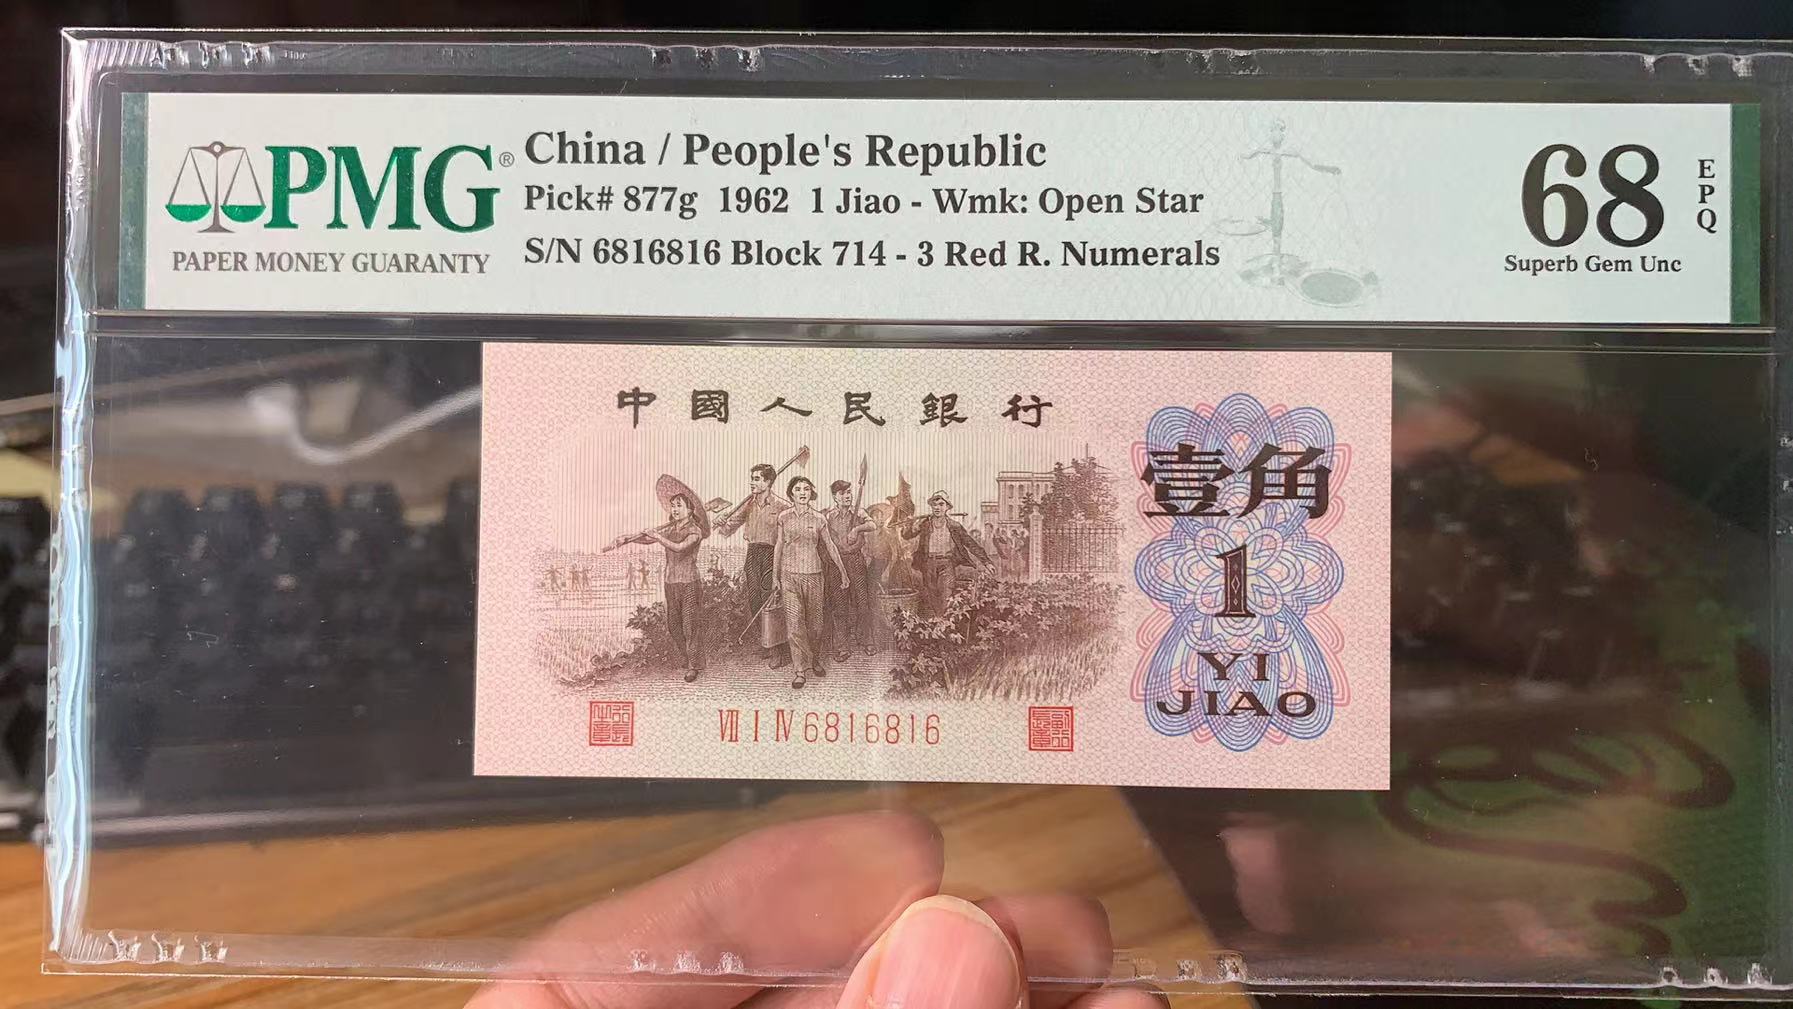 PMG®
PAPER MONEY GUARANTY
China / People's Republic
Pick# 877g 1962 1 Jiao - Wmk: Open Star
S/N 6816816 Block 714 - 3 Red R. Numerals
68
EPQ
Superb Gem Unc
中國人民銀行
壹角
1
YI
JIAO
Ⅶ Ⅰ Ⅳ 6816816